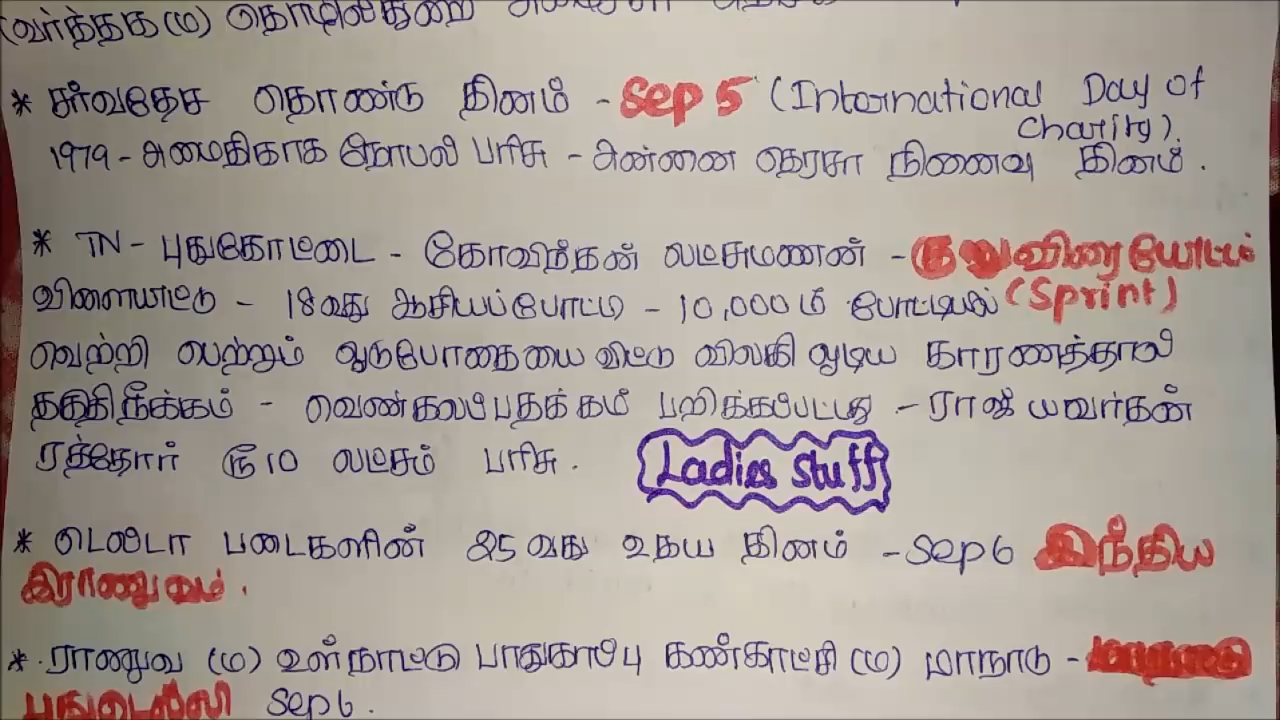 (வர்த்தக (ம) தொழில்துறை
* சர்வதேச தொண்டு தினம் - Sep 5 (International Day of
Charity).
1979 - அமைதிகாக நோபல் பரிசு - அன்னை தெரசா நிணைவு தினம்.
* TN - புதுகோட்டை - கோவிந்தன் லட்சுமணன் - குறுவிரையோட்டம்
விளையாட்டு - 18வது ஆசியப்போட்டி - 10,000மீ போட்டியில் (Sprint)
வெற்றி பெற்றும் ஓடுபாதையை விட்டு விலகி ஓடிய காரணத்தால்
தகுதிநீக்கம் - வெண்கலப்பதக்கம் பறிக்கப்பட்டது - ராஜ் யவர்தன்
ரத்தோர் ரூ10 லட்சம் பரிசு.
Ladies Stuff
* டெல்டா படைகளின் 25வது உதய தினம் - Sep 6 இந்திய
இராணுவம்.
* ராணுவ (ம) உள்நாட்டு பாதுகாப்பு கண்காட்சி (ம) மாநாடு -
புதுடெல்லி Sep 6.